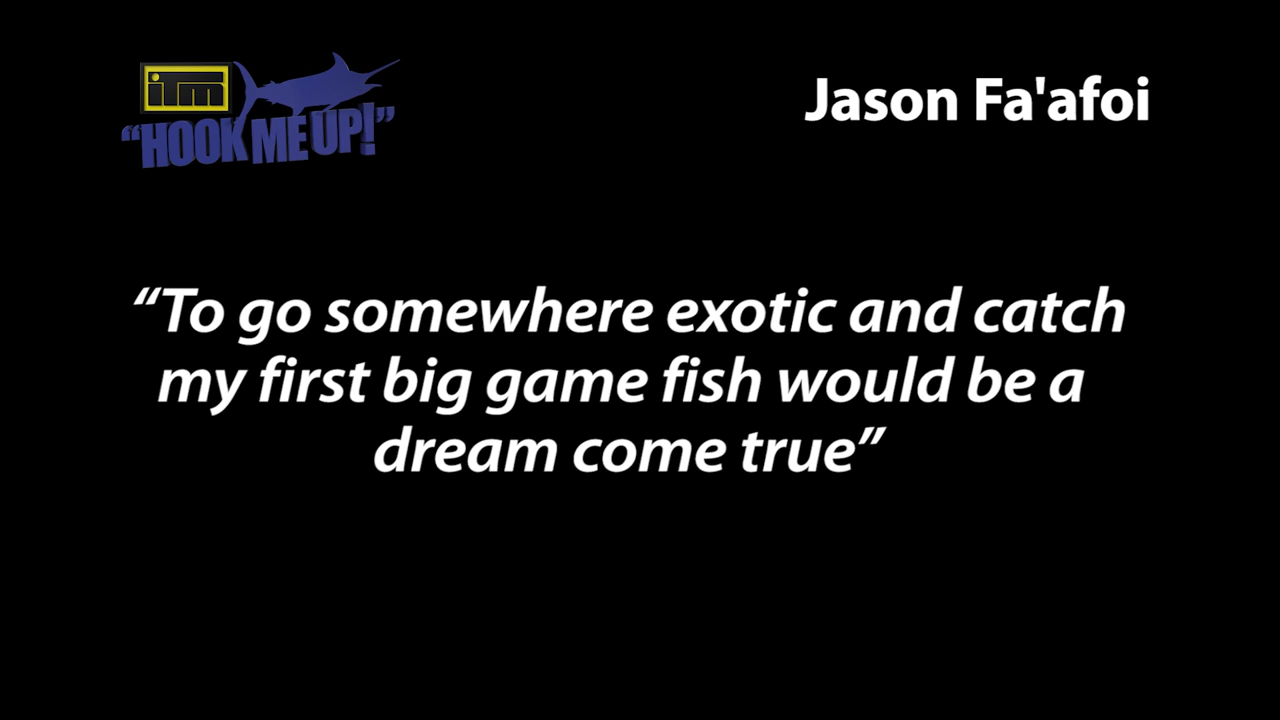 iTm
“HOOK ME UP!”
Jason Fa'afoi
“To go somewhere exotic and catch
my first big game fish would be a
dream come true”